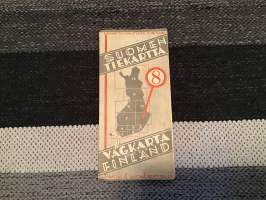 SUOMEN
TIEKARTTA
8
VÄGKARTA
FINLAND